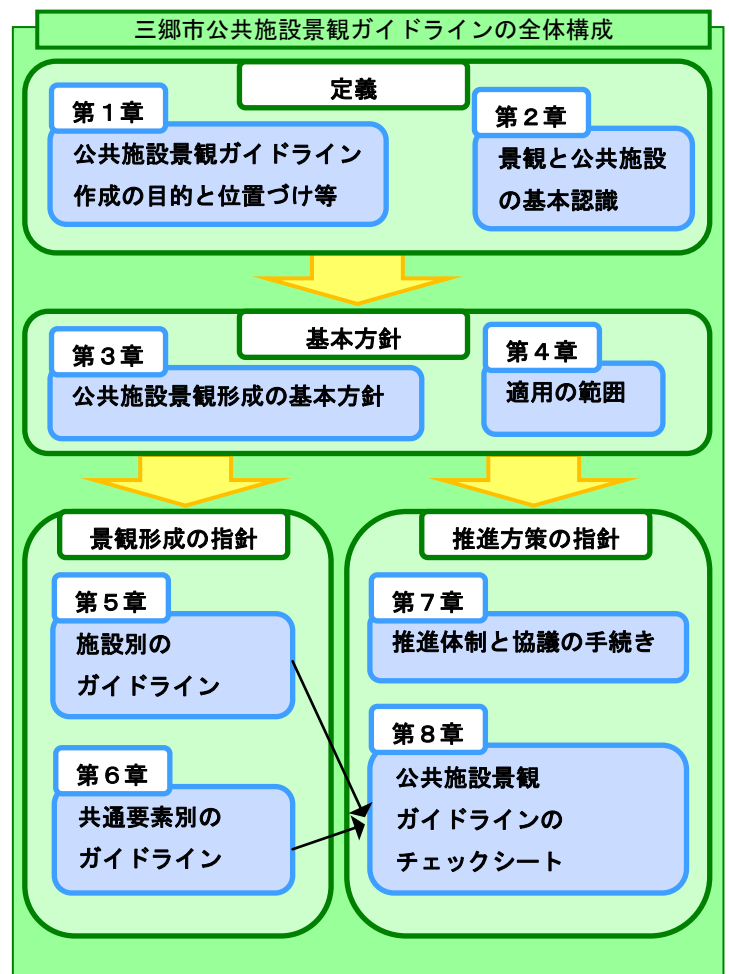 三郷市公共施設景観ガイドラインの全体構成
定義
第１章
公共施設景観ガイドライン
作成の目的と位置づけ等
第２章
景観と公共施設
の基本認識
基本方針
第３章
公共施設景観形成の基本方針
第４章
適用の範囲
景観形成の指針
第５章
施設別の
ガイドライン
第６章
共通要素別の
ガイドライン
推進方策の指針
第７章
推進体制と協議の手続き
第８章
公共施設景観
ガイドラインの
チェックシート